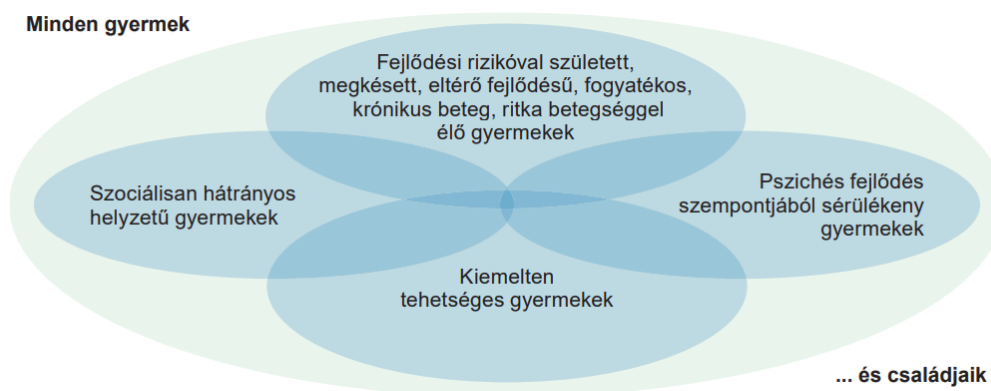 Minden gyermek
Fejlődési rizikóval született,
megkésett, eltérő fejlődésű, fogyatékos,
krónikus beteg, ritka betegséggel
élő gyermekek
Szociálisan hátrányos
helyzetű gyermekek
Pszichés fejlődés
szempontjából sérülékeny
gyermekek
Kiemelten
tehetséges gyermekek
... és családjaik